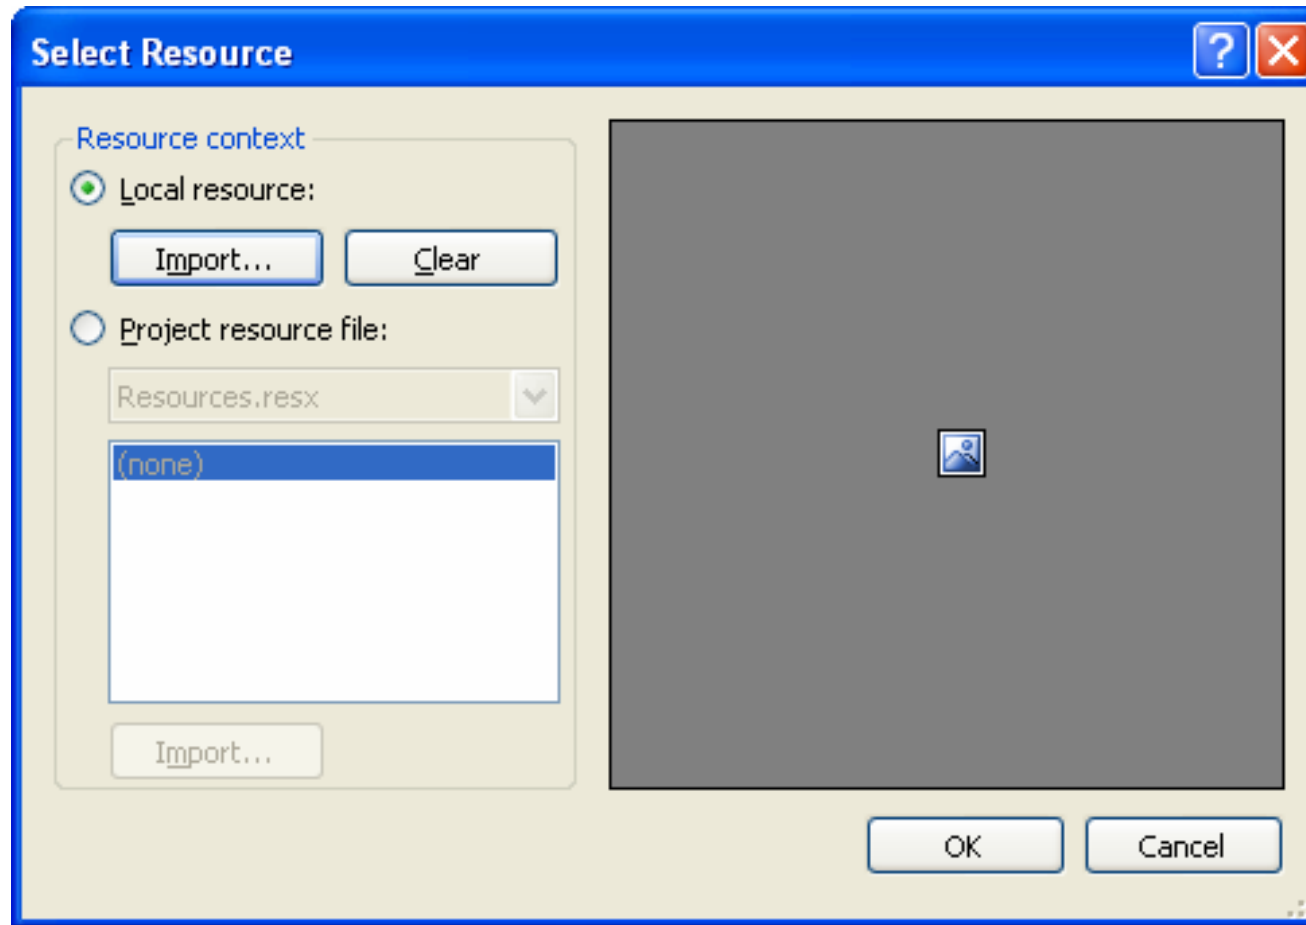 Select Resource
Resource context
Local resource:
Import... Clear
Project resource file:
Resources.resx
(none)
Import...
OK Cancel